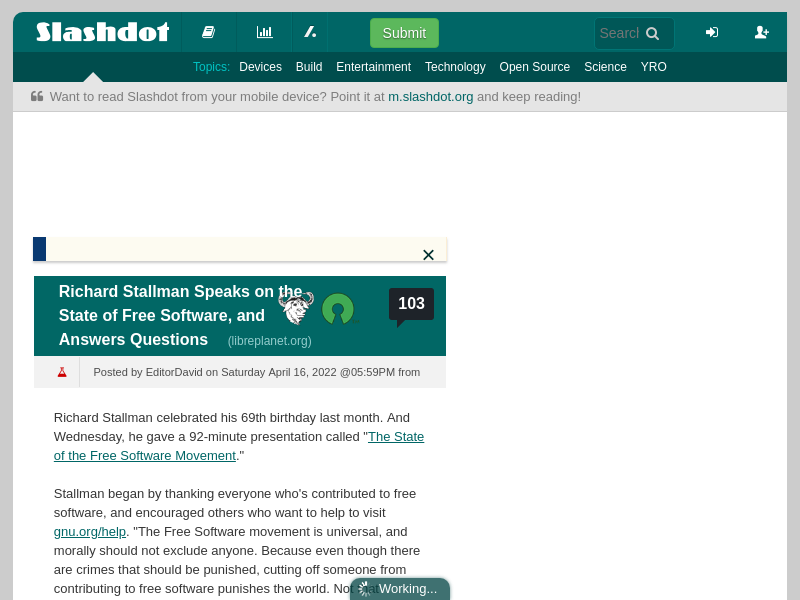 Slashdot
Submit
Search
Topics: Devices Build Entertainment Technology Open Source Science YRO
Want to read Slashdot from your mobile device? Point it at m.slashdot.org and keep reading!
Richard Stallman Speaks on the
State of Free Software, and
Answers Questions (libreplanet.org)
103
Posted by EditorDavid on Saturday April 16, 2022 @05:59PM from
Richard Stallman celebrated his 69th birthday last month. And
Wednesday, he gave a 92-minute presentation called "The State
of the Free Software Movement."
Stallman began by thanking everyone who's contributed to free
software, and encouraged others who want to help to visit
gnu.org/help. "The Free Software movement is universal, and
morally should not exclude anyone. Because even though there
are crimes that should be punished, cutting off someone from
contributing to free software punishes the world. Not
Working...